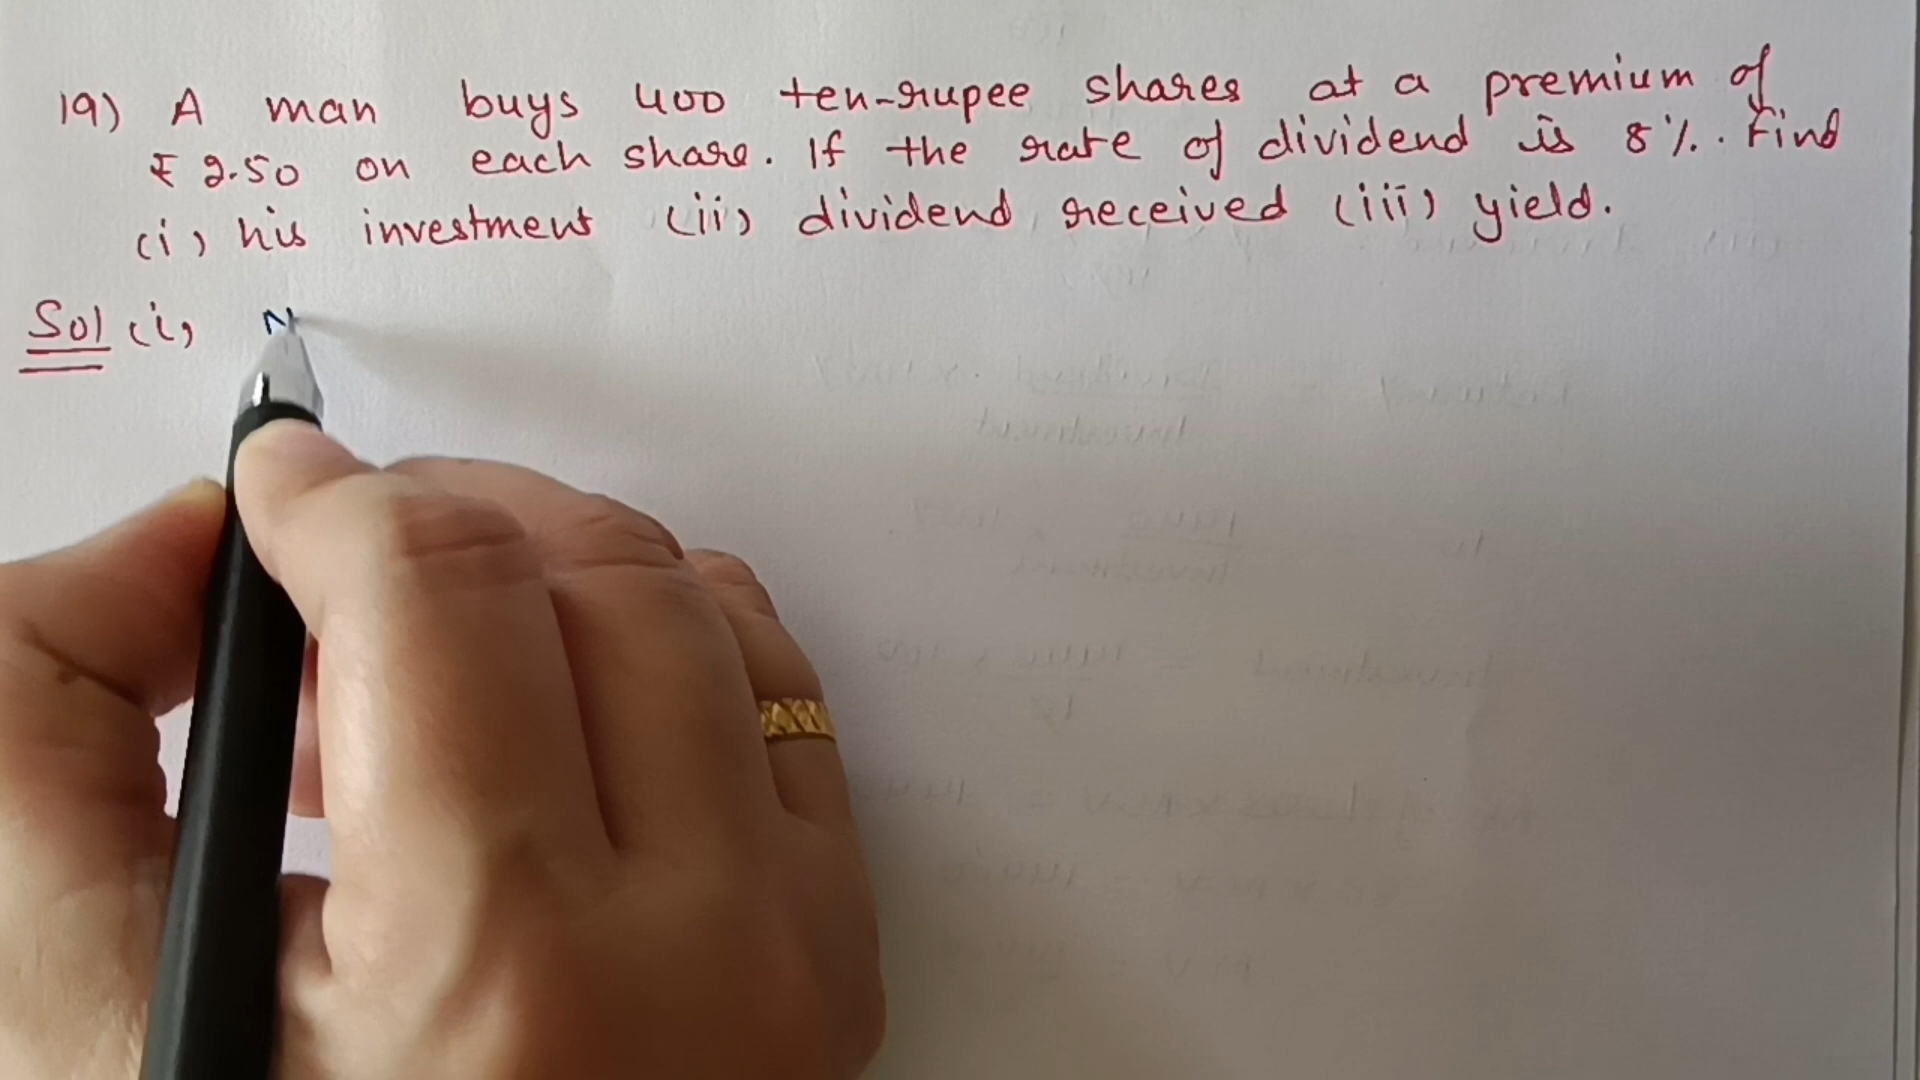 19) A man buys 400 ten-rupee shares at a premium of
₹ 2.50 on each share. If the rate of dividend is 8%. Find
(i) his investment (ii) dividend received (iii) yield.
Sol (i) N